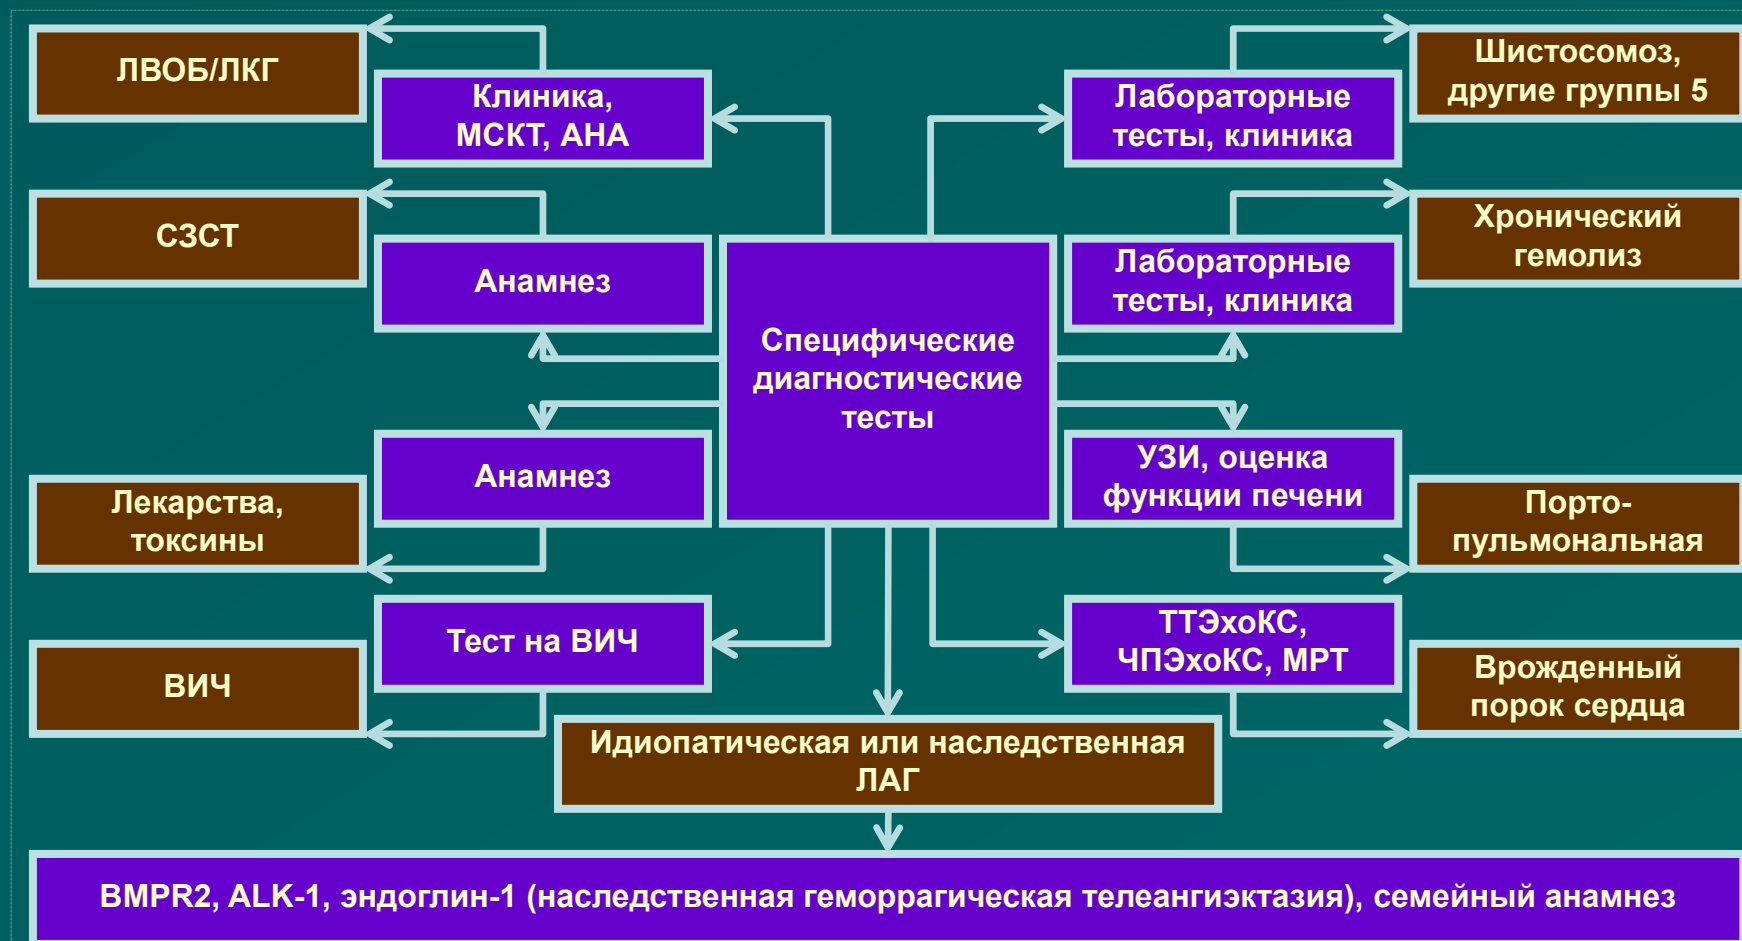 ЛВОБ/ЛКГ
Клиника,
МСКТ, АНА
Лабораторные
тесты, клиника
Шистосомоз,
другие группы 5
СЗСТ
Анамнез
Лабораторные
тесты, клиника
Хронический
гемолиз
Специфические
диагностические
тесты
Лекарства,
токсины
Анамнез
УЗИ, оценка
функции печени
Порто-
пульмональная
ВИЧ
Тест на ВИЧ
ТТЭхоКС,
ЧПЭхоКС, МРТ
Врожденный
порок сердца
Идиопатическая или наследственная
ЛАГ
BMPR2, ALK-1, эндоглин-1 (наследственная геморрагическая телеангиэктазия), семейный анамнез